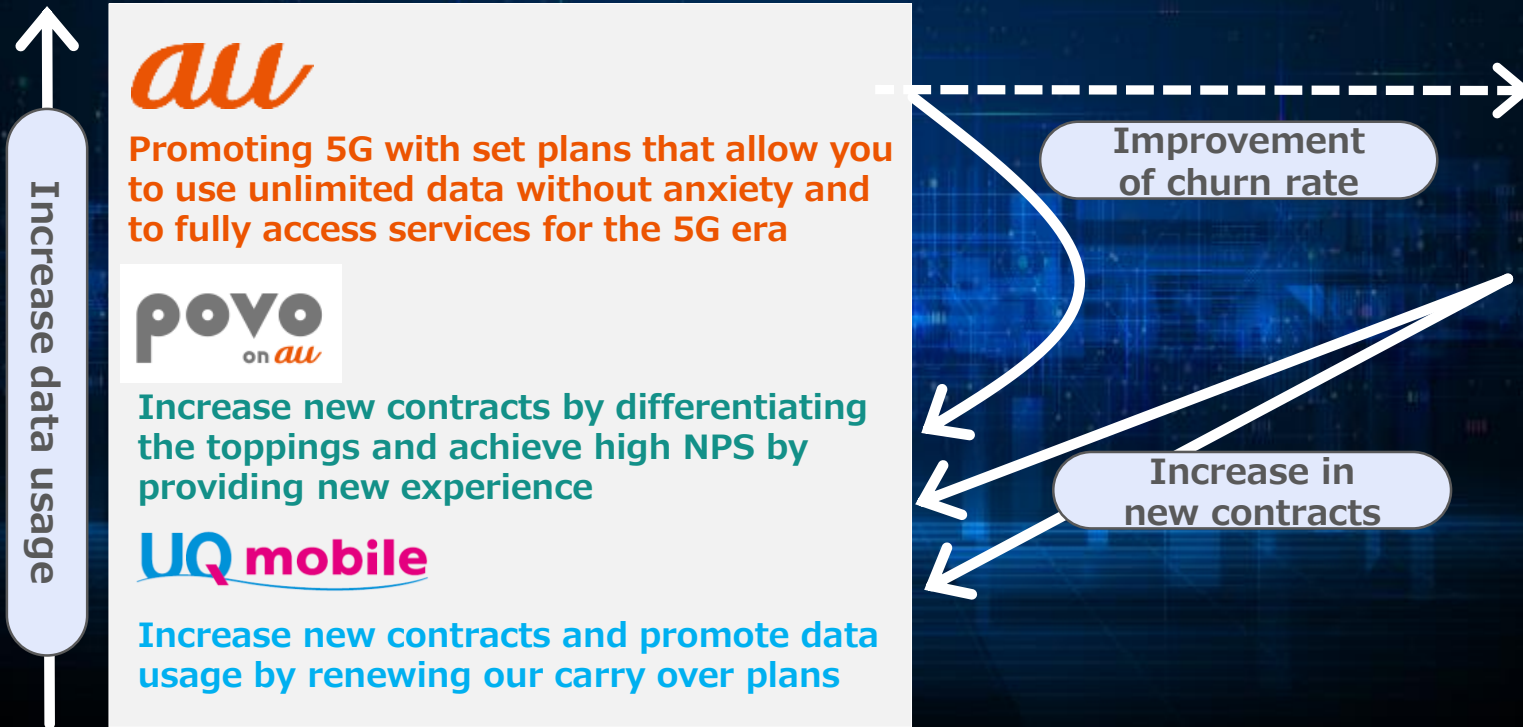 Increase data usage
au
Promoting 5G with set plans that allow you
to use unlimited data without anxiety and
to fully access services for the 5G era
povo
on au
Increase new contracts by differentiating
the toppings and achieve high NPS by
providing new experience
UQ mobile
Increase new contracts and promote data
usage by renewing our carry over plans
Improvement
of churn rate
Increase in
new contracts